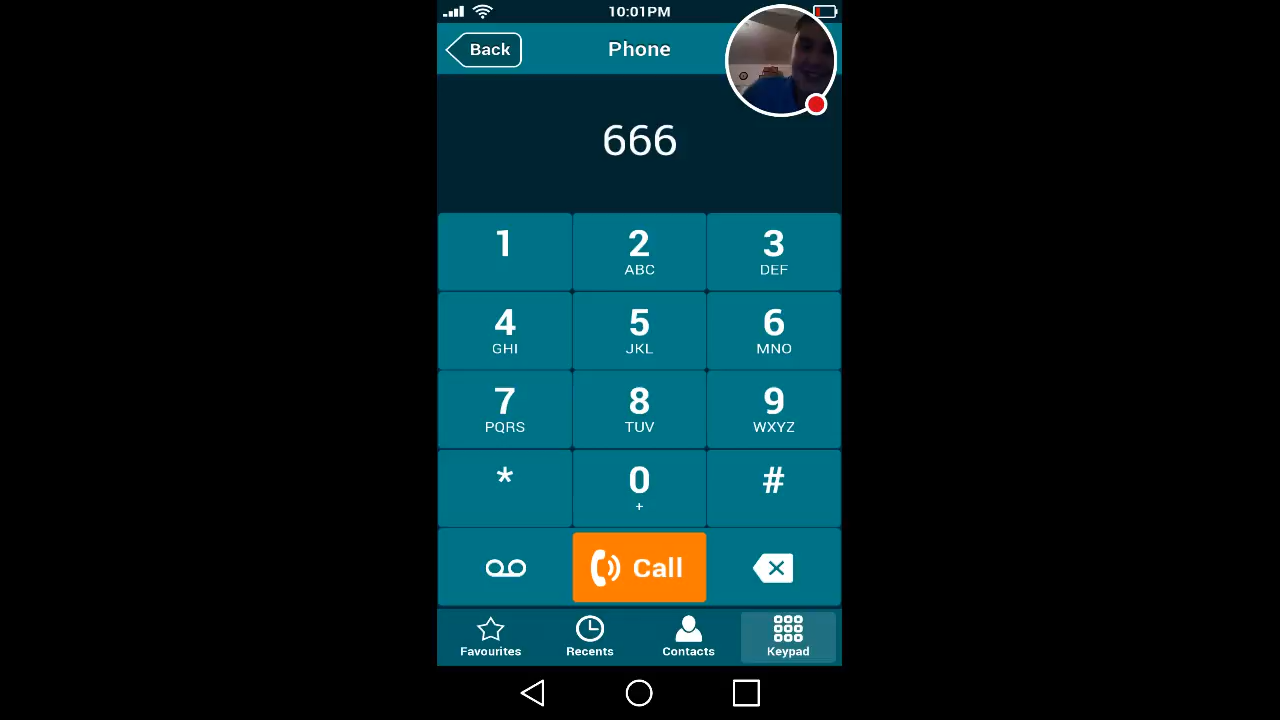 10:01PM
Back
Phone
666
1
2
ABC
3
DEF
4
GHI
5
JKL
6
MNO
7
PQRS
8
TUV
9
WXYZ
*
0
+
#
Call
Favourites
Recents
Contacts
Keypad